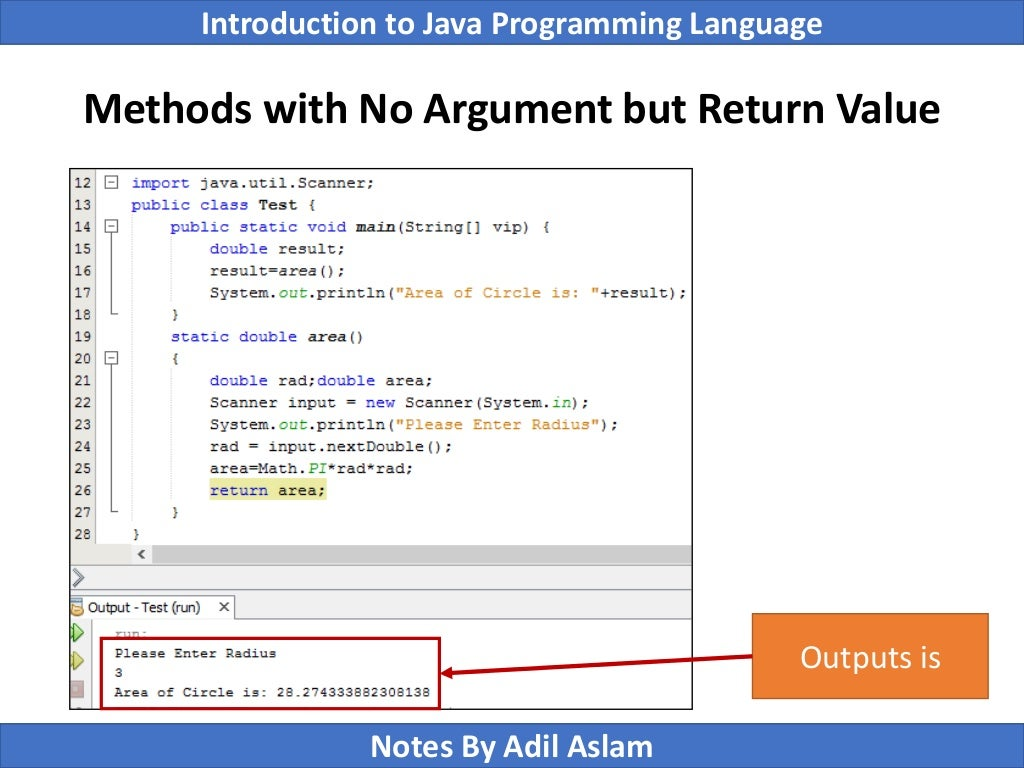 Introduction to Java Programming Language
Methods with No Argument but Return Value
12 import java.util.Scanner;
13 public class Test {
14 public static void main(String[] vip) {
15 double result;
16 result=area();
17 System.out.println("Area of Circle is: "+result);
18 }
19 static double area()
20 {
21 double rad;double area;
22 Scanner input = new Scanner(System.in);
23 System.out.println("Please Enter Radius");
24 rad = input.nextDouble();
25 area=Math.PI*rad*rad;
26 return area;
27 }
28 }
Output - Test (run)
run:
Please Enter Radius
3
Area of Circle is: 28.274333882308138
Outputs is
Notes By Adil Aslam